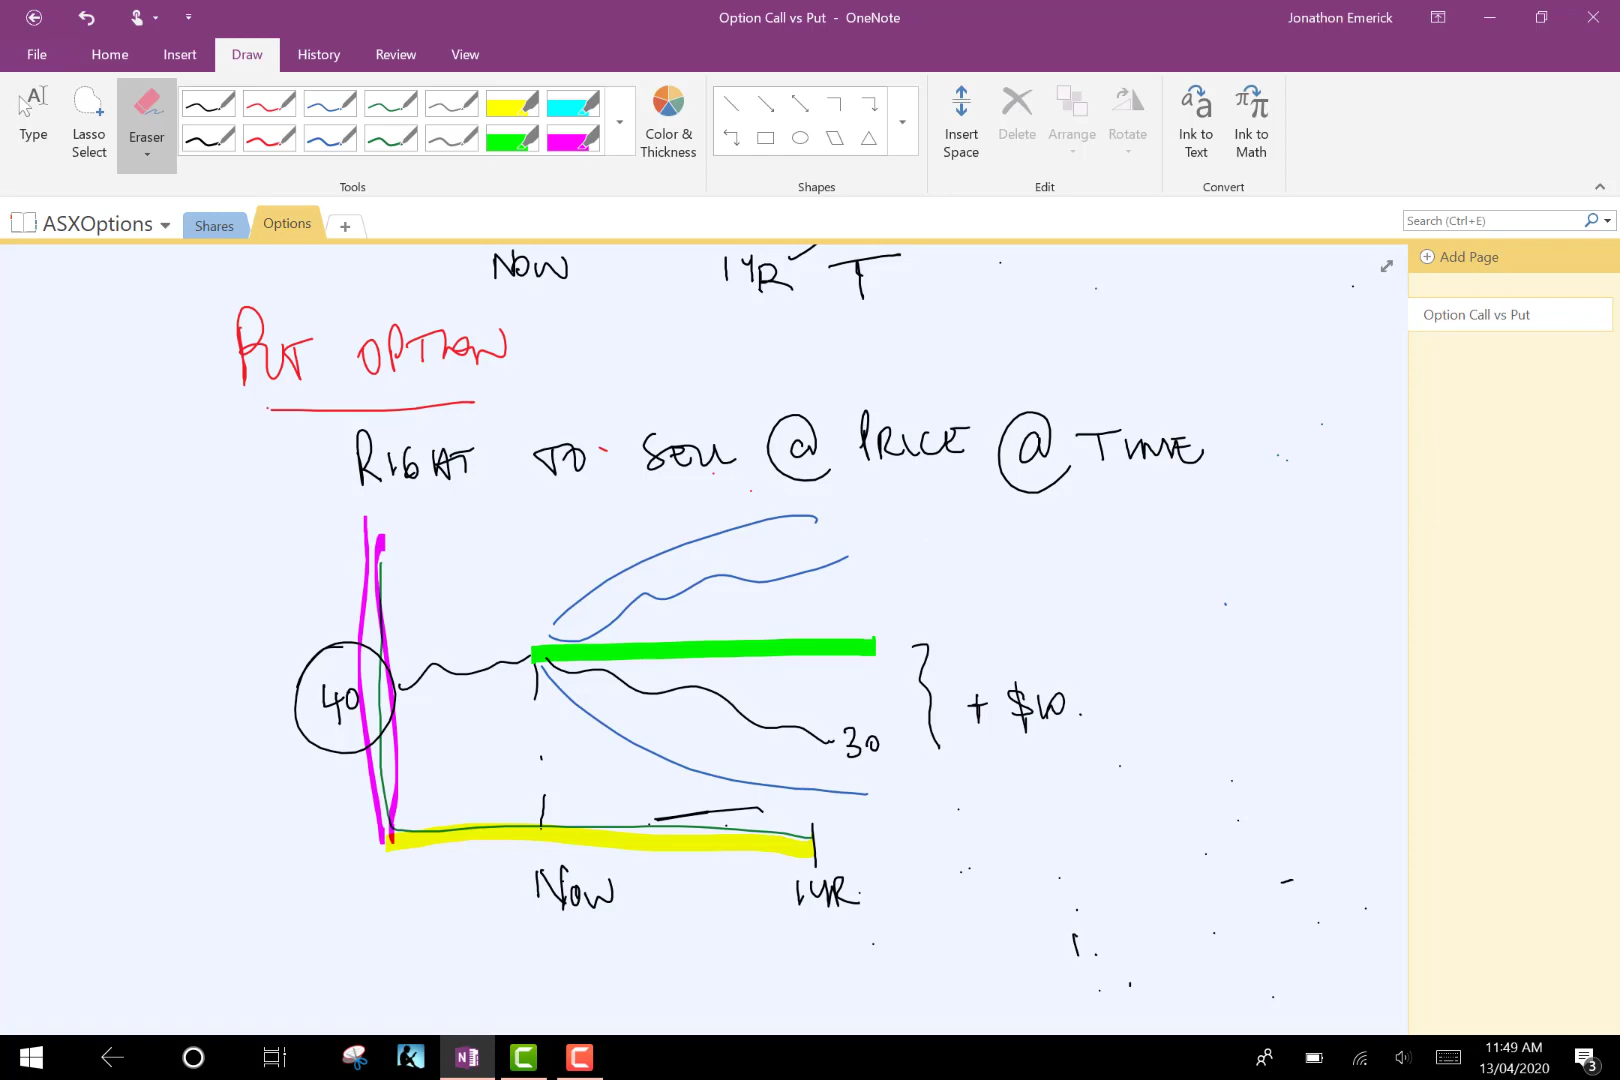 Option Call vs Put - OneNote
Jonathon Emerick
File Home Insert Draw History Review View
Type
Lasso Select
Eraser
Color & Thickness
Insert Space
Delete
Arrange
Rotate
Ink to Text
Ink to Math
Tools
Shapes
Edit
Convert
ASXOptions
Shares
Options
Search (Ctrl+E)
Add Page
Option Call vs Put
NOW 1YR T
PUT OPTION
RIGHT TO SELL @ PRICE @ TIME
40
30
+ $10.
NOW 1YR.
11:49 AM
13/04/2020
3